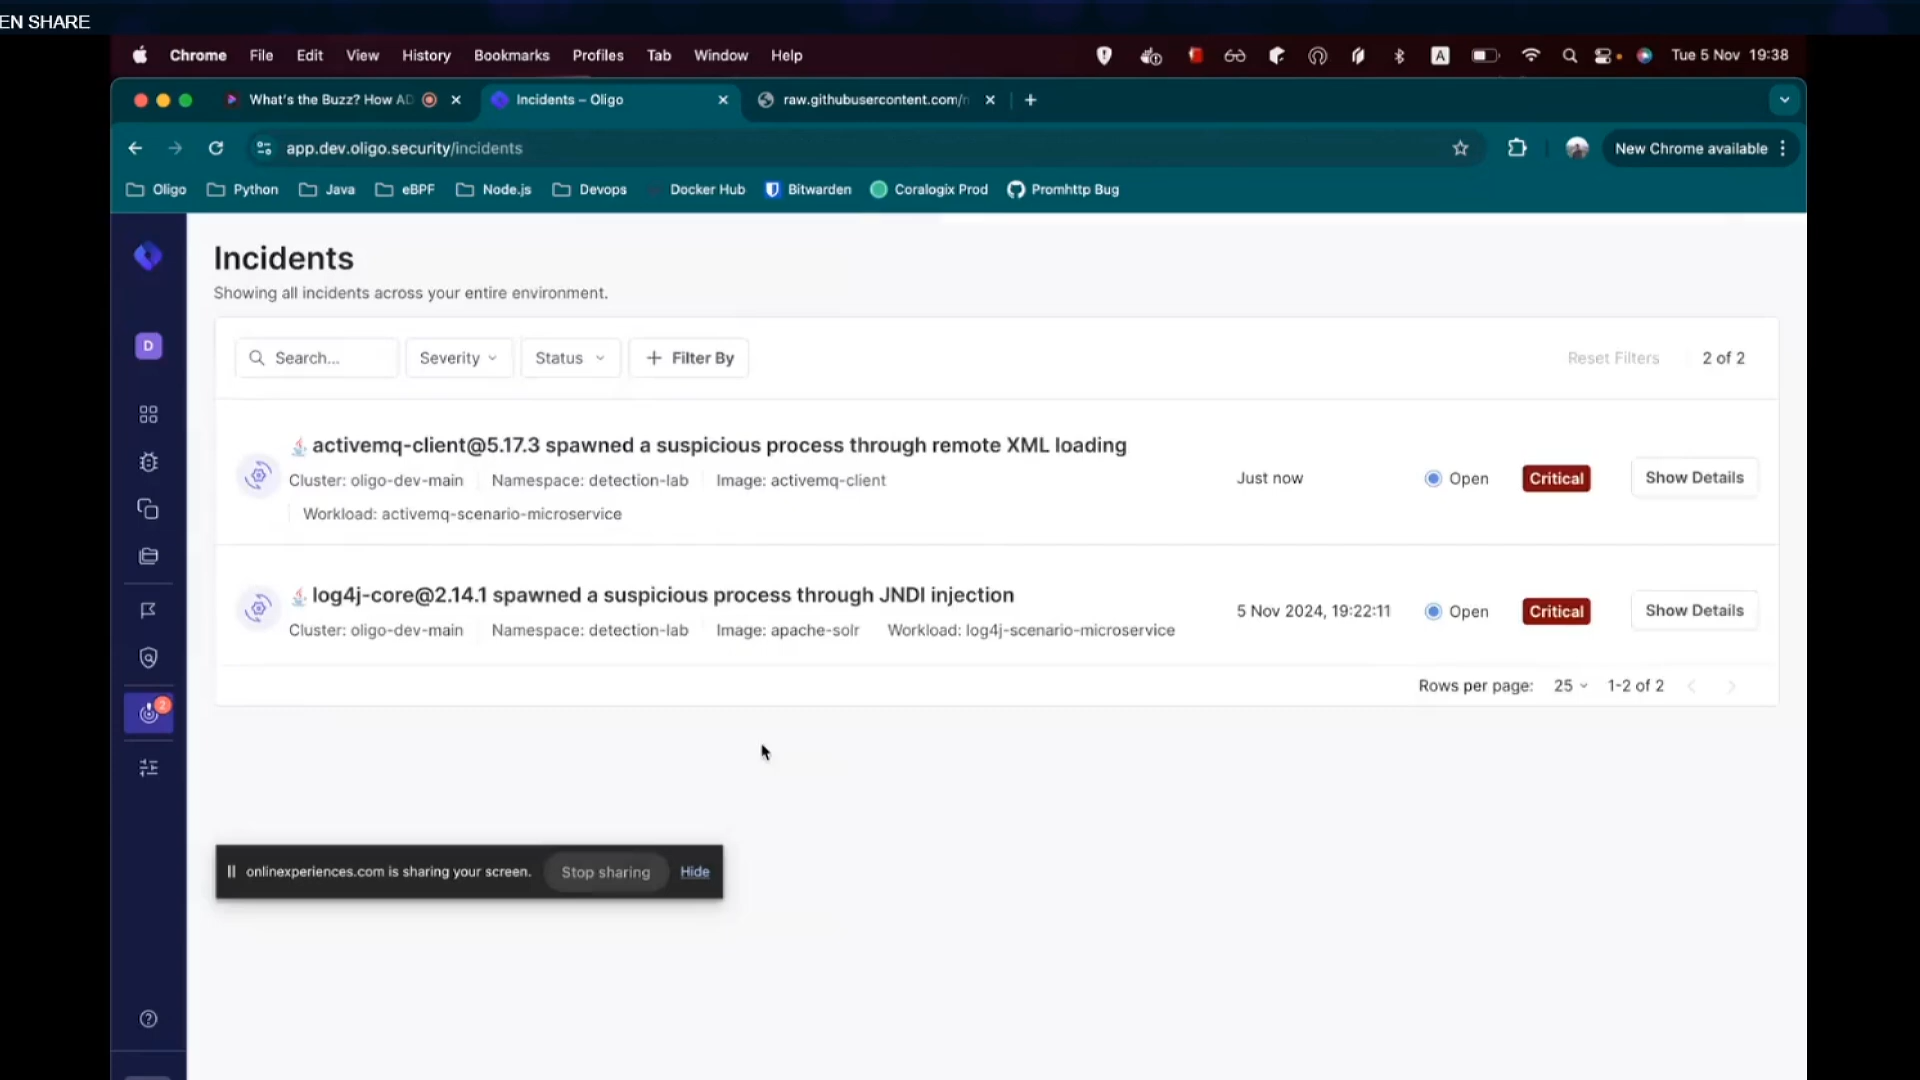 EN SHARE
Chrome File Edit View History Bookmarks Profiles Tab Window Help A Tue 5 Nov 19:38
What's the Buzz? How AD Incidents – Oligo raw.githubusercontent.com/
app.dev.oligo.security/incidents New Chrome available
Oligo Python Java eBPF Node.js Devops Docker Hub Bitwarden Coralogix Prod Promhttp Bug
Incidents
Showing all incidents across your entire environment.
D
Search... Severity Status Filter By Reset Filters 2 of 2
activemq-client@5.17.3 spawned a suspicious process through remote XML loading
Cluster: oligo-dev-main Namespace: detection-lab Image: activemq-client Just now Open Critical Show Details
Workload: activemq-scenario-microservice
log4j-core@2.14.1 spawned a suspicious process through JNDI injection
Cluster: oligo-dev-main Namespace: detection-lab Image: apache-solr Workload: log4j-scenario-microservice 5 Nov 2024, 19:22:11 Open Critical Show Details
Rows per page: 25 1-2 of 2
2
onlinexperiences.com is sharing your screen. Stop sharing Hide